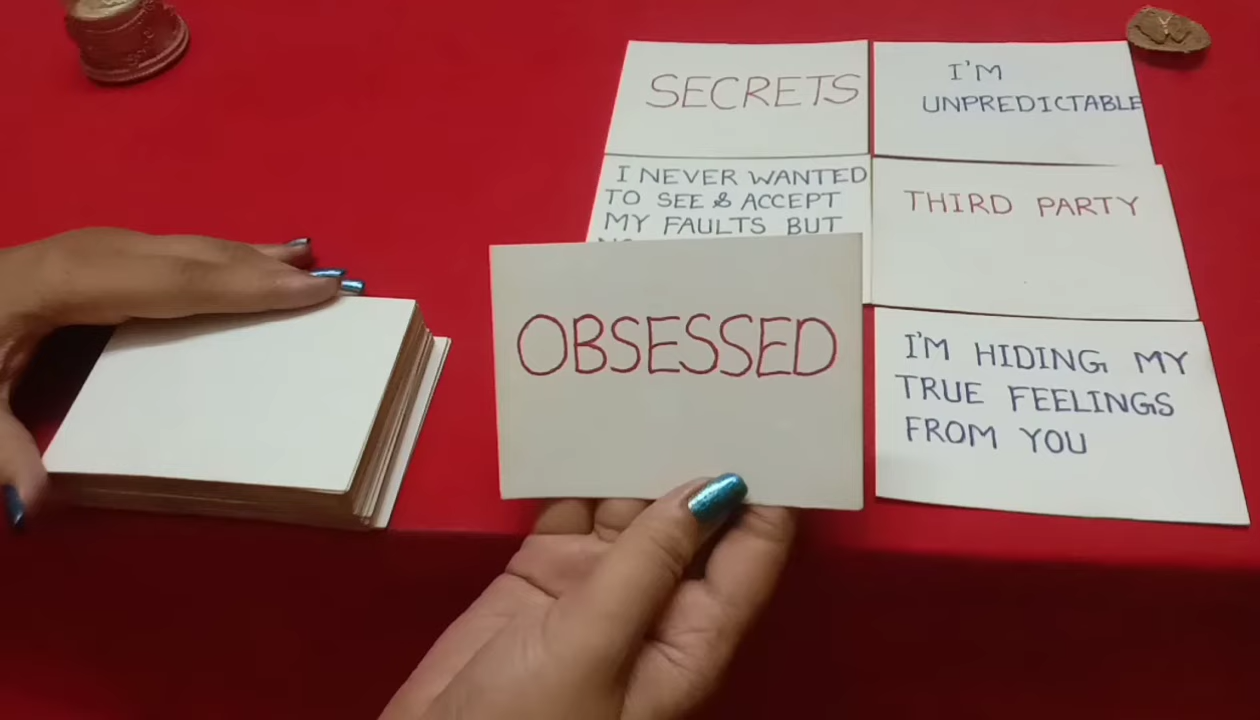 SECRETS
I'M
UNPREDICTABLE
I NEVER WANTED
TO SEE & ACCEPT
MY FAULTS BUT
THIRD PARTY
OBSESSED
I'M HIDING MY
TRUE FEELINGS
FROM YOU